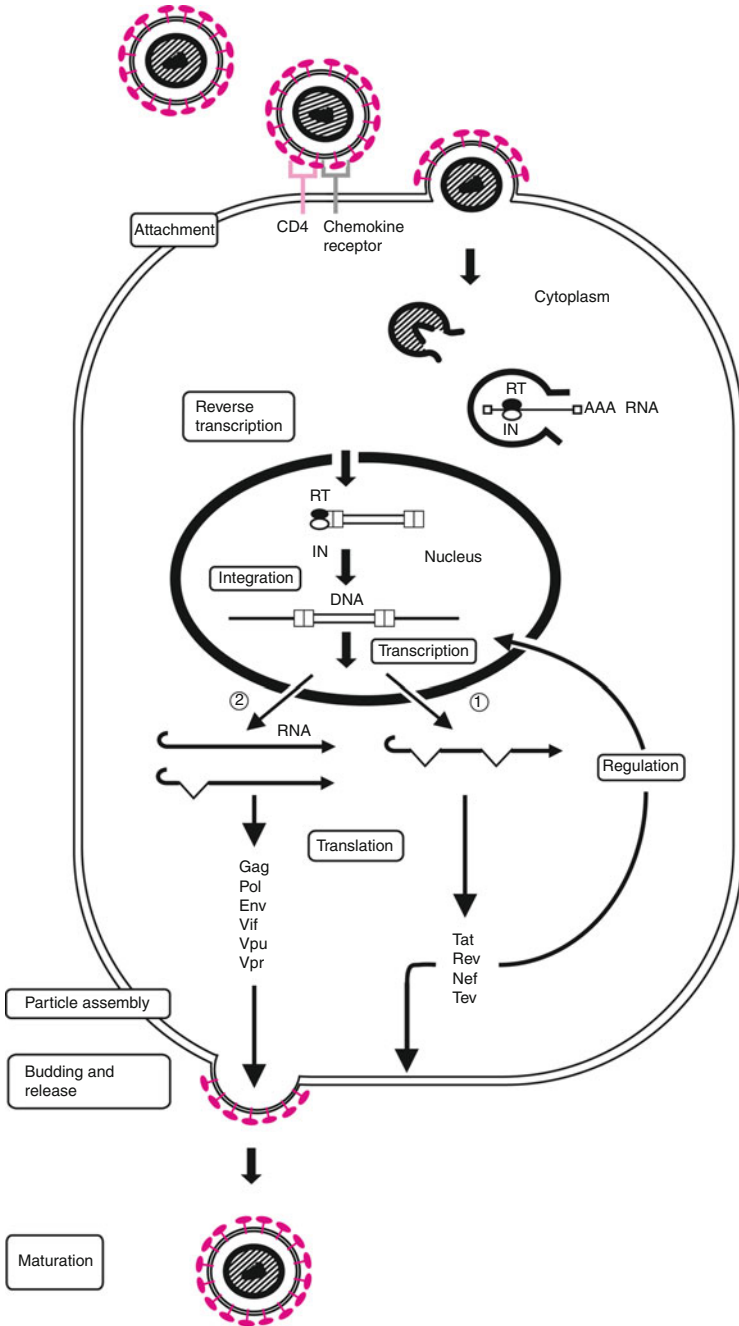 Attachment
CD4
Chemokine
receptor
Cytoplasm
RT
AAA RNA
IN
Reverse
transcription
RT
IN
Nucleus
Integration
DNA
Transcription
2
1
RNA
Regulation
Translation
Gag
Pol
Env
Vif
Vpu
Vpr
Tat
Rev
Nef
Tev
Particle assembly
Budding and
release
Maturation